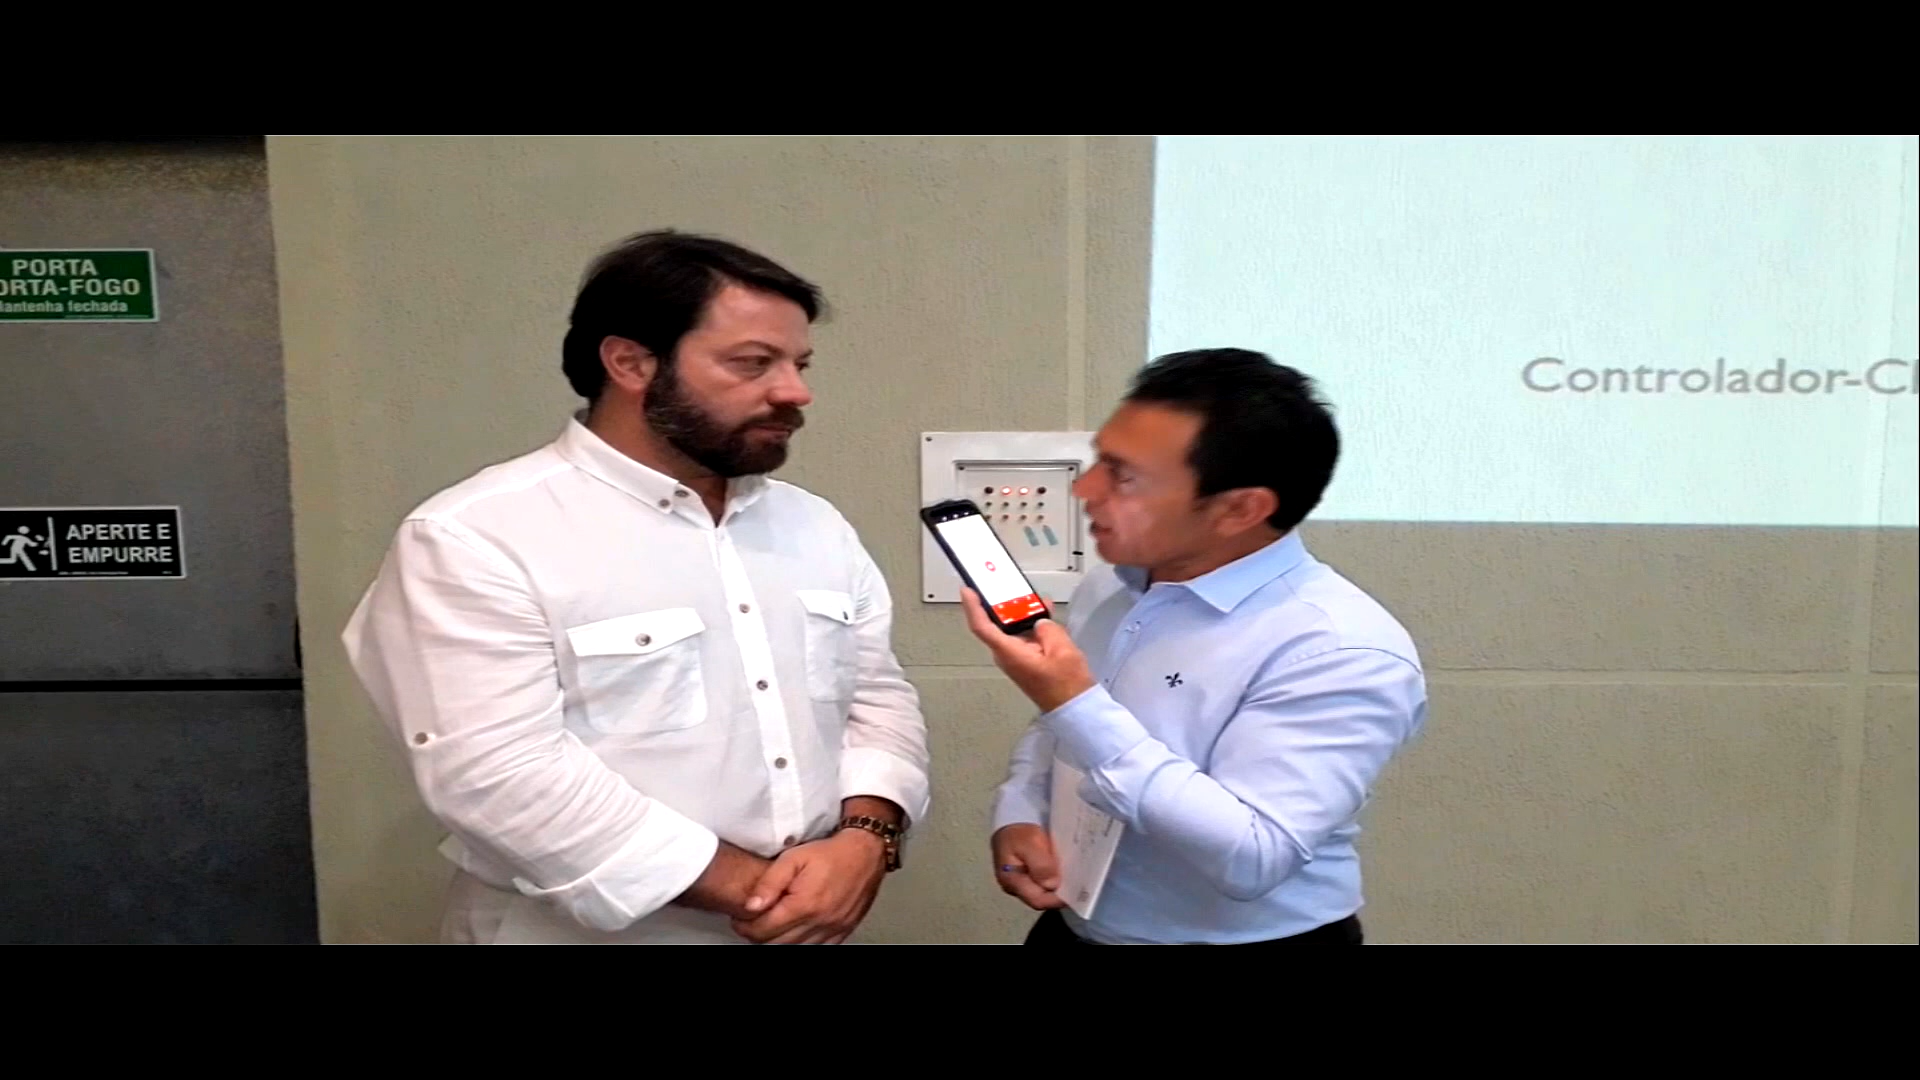 PORTA
ORTA-FOGO
Mantenha fechada
APERTE E
EMPURRE
Controlador-C